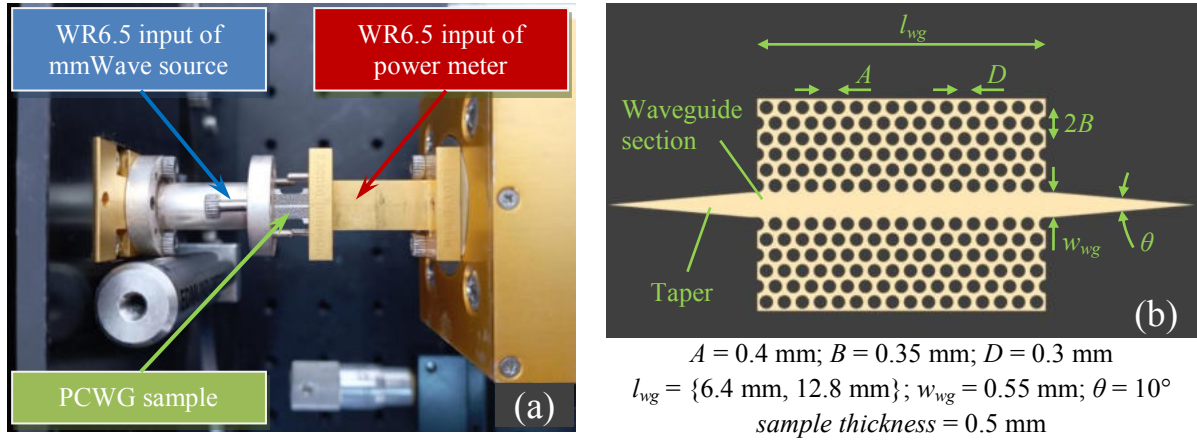 WR6.5 input of
mmWave source
WR6.5 input of
power meter
PCWG sample
(a)
l_wg
A
D
2B
Waveguide
section
w_wg
θ
Taper
(b)
A = 0.4 mm; B = 0.35 mm; D = 0.3 mm
l_wg = {6.4 mm, 12.8 mm}; w_wg = 0.55 mm; θ = 10°
sample thickness = 0.5 mm